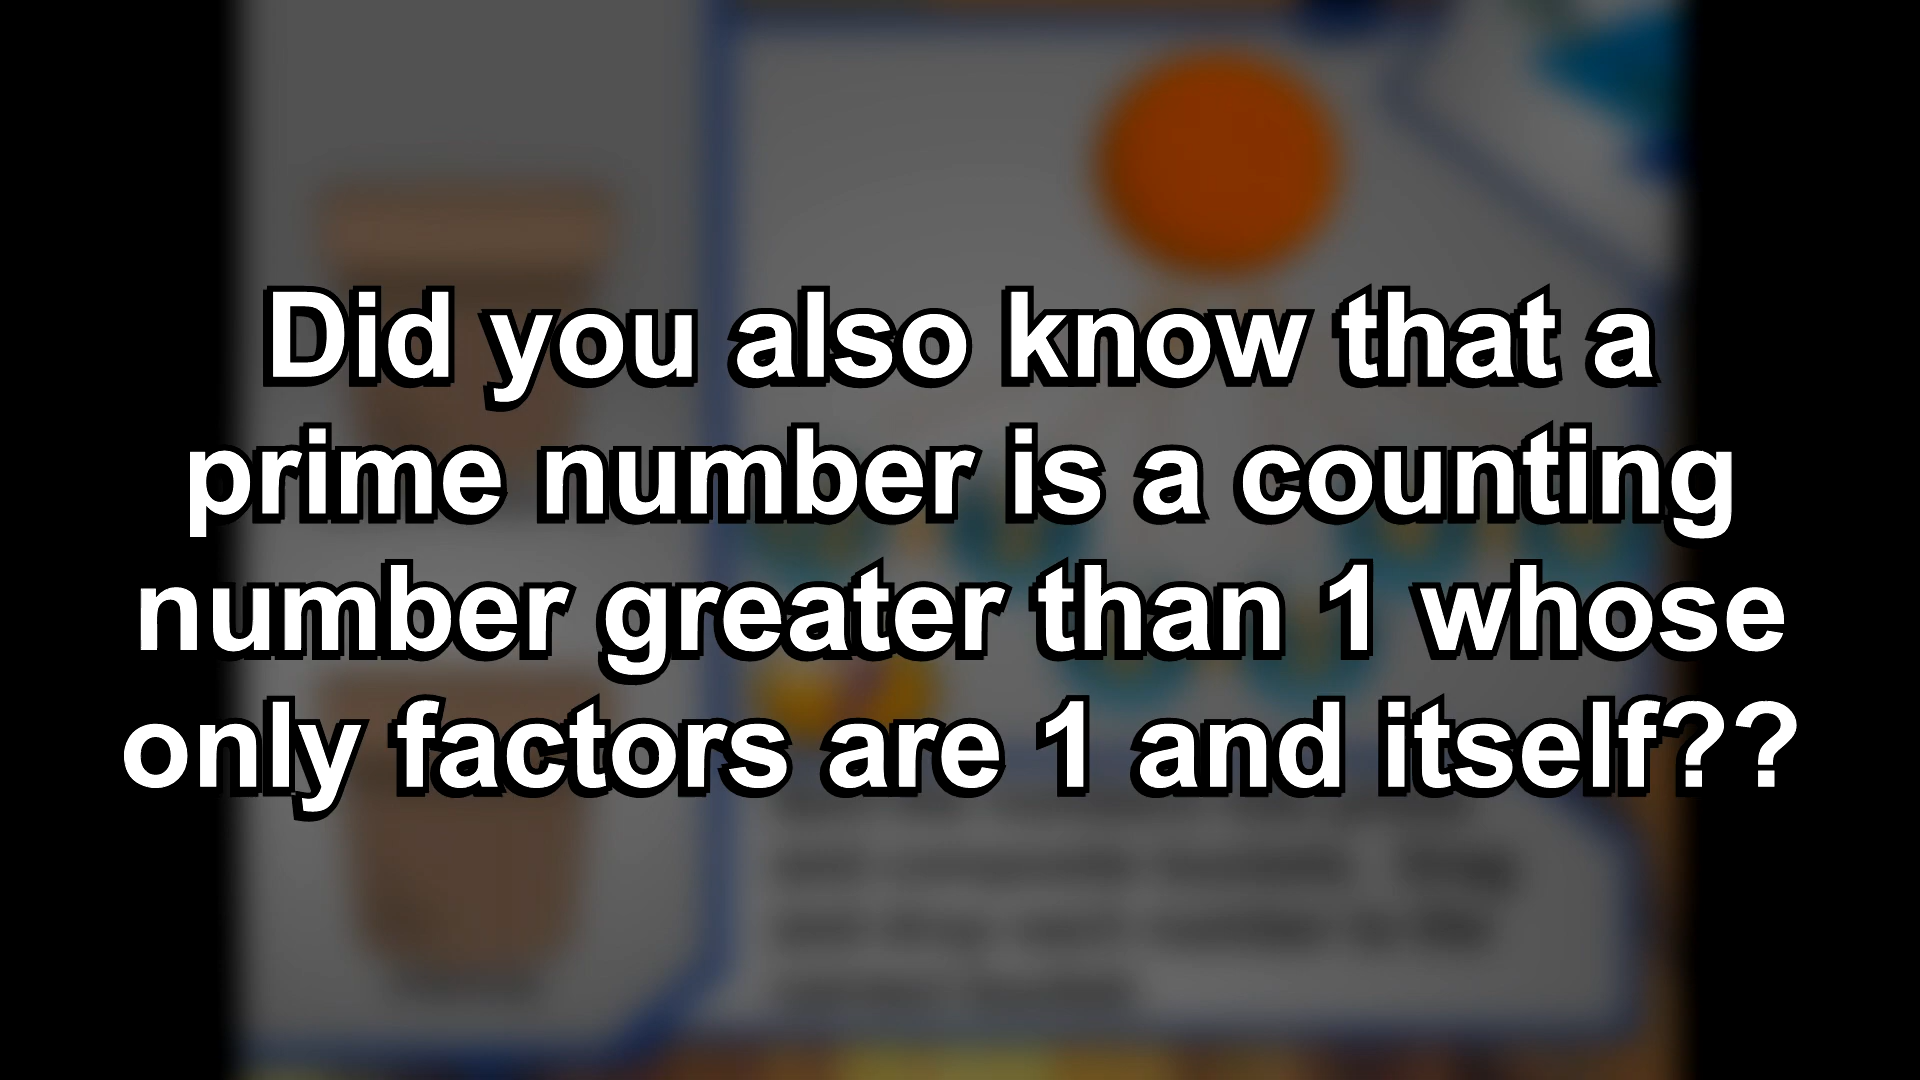 Did you also know that a
prime number is a counting
number greater than 1 whose
only factors are 1 and itself??